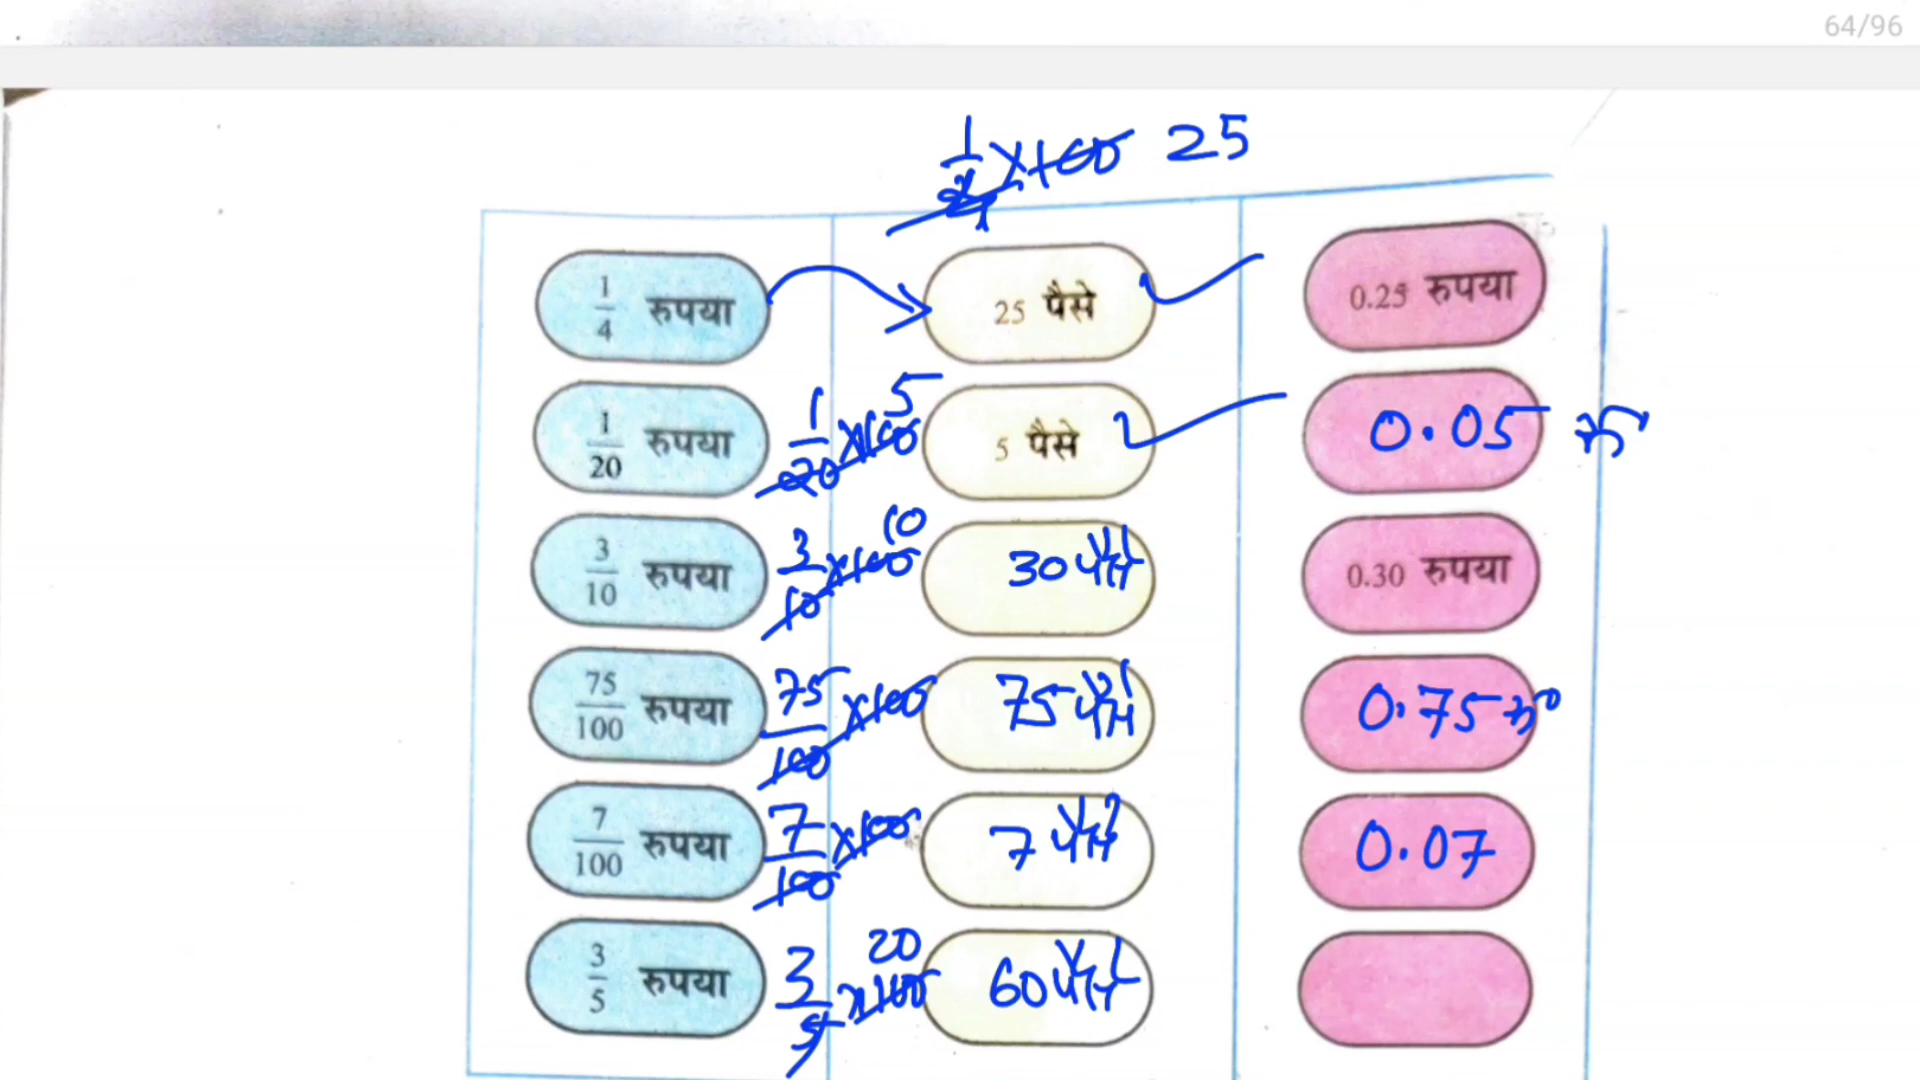 64/96
1/4 × 100 25
1/4 रुपया 25 पैसे 0.25 रुपया
1/20 रुपया 1/20 × 100 5 5 पैसे 0.05 रु
3/10 रुपया 3/10 × 100 10 30 पैसे 0.30 रुपया
75/100 रुपया 75/100 × 100 75 पैसे 0.75 रु०
7/100 रुपया 7/100 × 100 7 पैसे 0.07
3/5 रुपया 3/5 × 100 20 60 पैसे